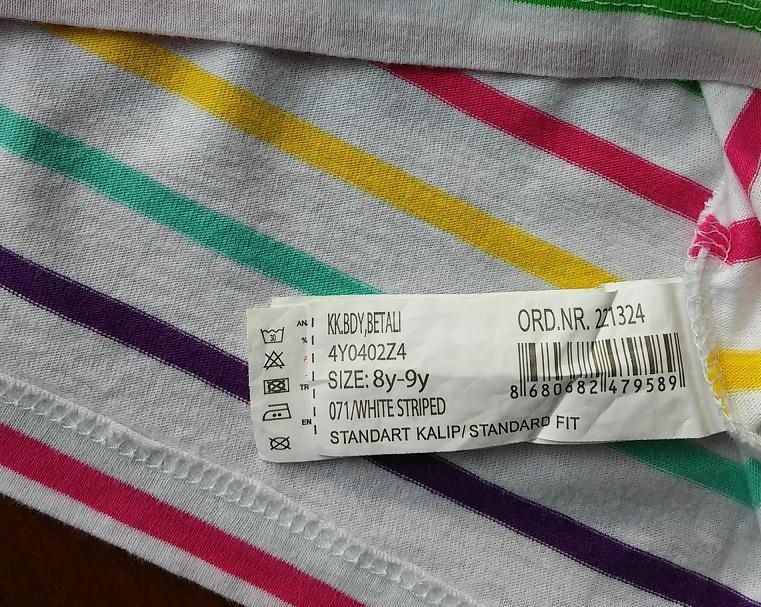 AN.
%
TR
EN
30
KK.BDY,BETALI
4Y0402Z4
SIZE: 8y-9y
071/WHITE STRIPED
STANDART KALIP/STANDARD FIT
ORD.NR. 221324
8 680682 479589